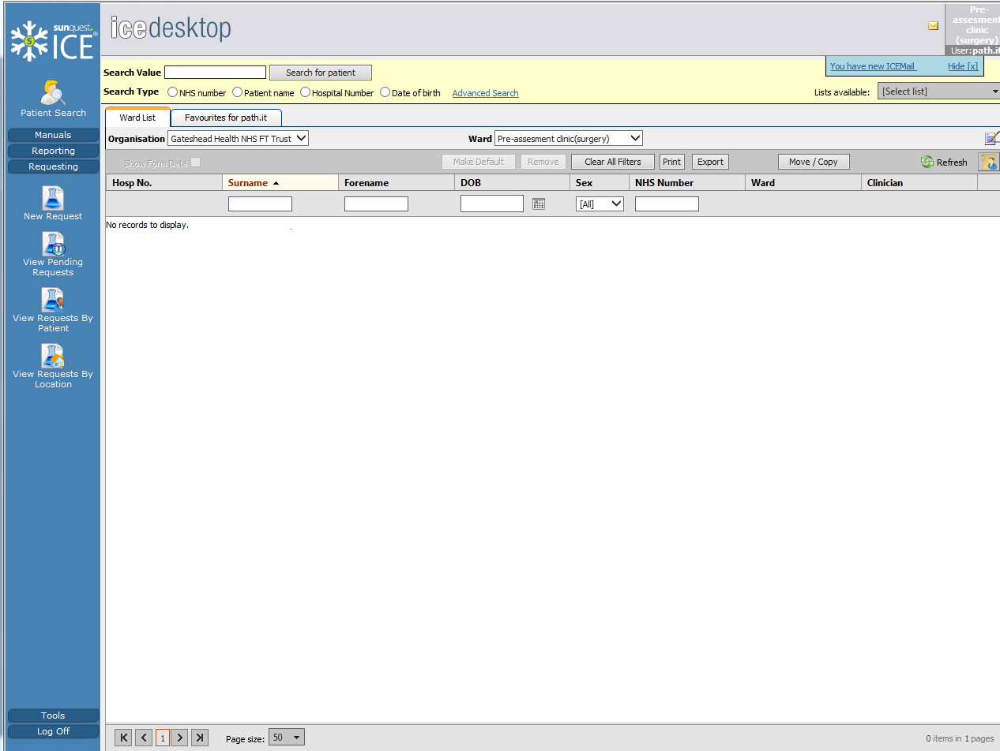 sunquest.
ICE®
icedesktop
Pre-
assesment
clinic
(surgery)
User:path.it
You have new ICEMail Hide [x]
Search Value Search for patient
Search Type NHS number Patient name Hospital Number Date of birth Advanced Search
Lists available: [Select list]
Patient Search
Manuals
Reporting
Requesting
New Request
View Pending
Requests
View Requests By
Patient
View Requests By
Location
Tools
Log Off
Ward List Favourites for path.it
Organisation Gateshead Health NHS FT Trust Ward Pre-assesment clinic(surgery)
Show Form Data Make Default Remove Clear All Filters Print Export Move / Copy Refresh
Hosp No. Surname Forename DOB Sex NHS Number Ward Clinician
[All]
No records to display.
1 Page size: 50 0 items in 1 pages